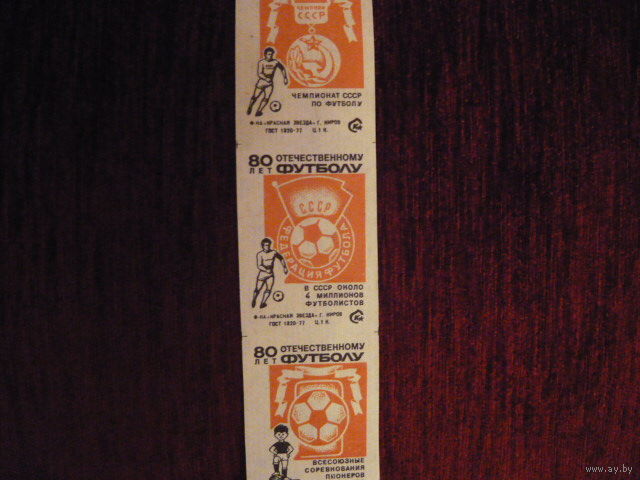 ЧЕМПИОН
СССР
ЧЕМПИОНАТ СССР
ПО ФУТБОЛУ
Ф-КА «КРАСНАЯ ЗВЕЗДА» Г. КИРОВ
ГОСТ 1820-77 Ц.1 К.
80 ОТЕЧЕСТВЕННОМУ
ЛЕТ ФУТБОЛУ
СССР
ФЕДЕРАЦИЯ ФУТБОЛА
В СССР ОКОЛО
4 МИЛЛИОНОВ
ФУТБОЛИСТОВ
Ф-КА «КРАСНАЯ ЗВЕЗДА» Г. КИРОВ
ГОСТ 1820-77 Ц.1 К.
80 ОТЕЧЕСТВЕННОМУ
ЛЕТ ФУТБОЛУ
ВСЕСОЮЗНЫЕ
СОРЕВНОВАНИЯ
ПИОНЕРОВ
www.ay.by